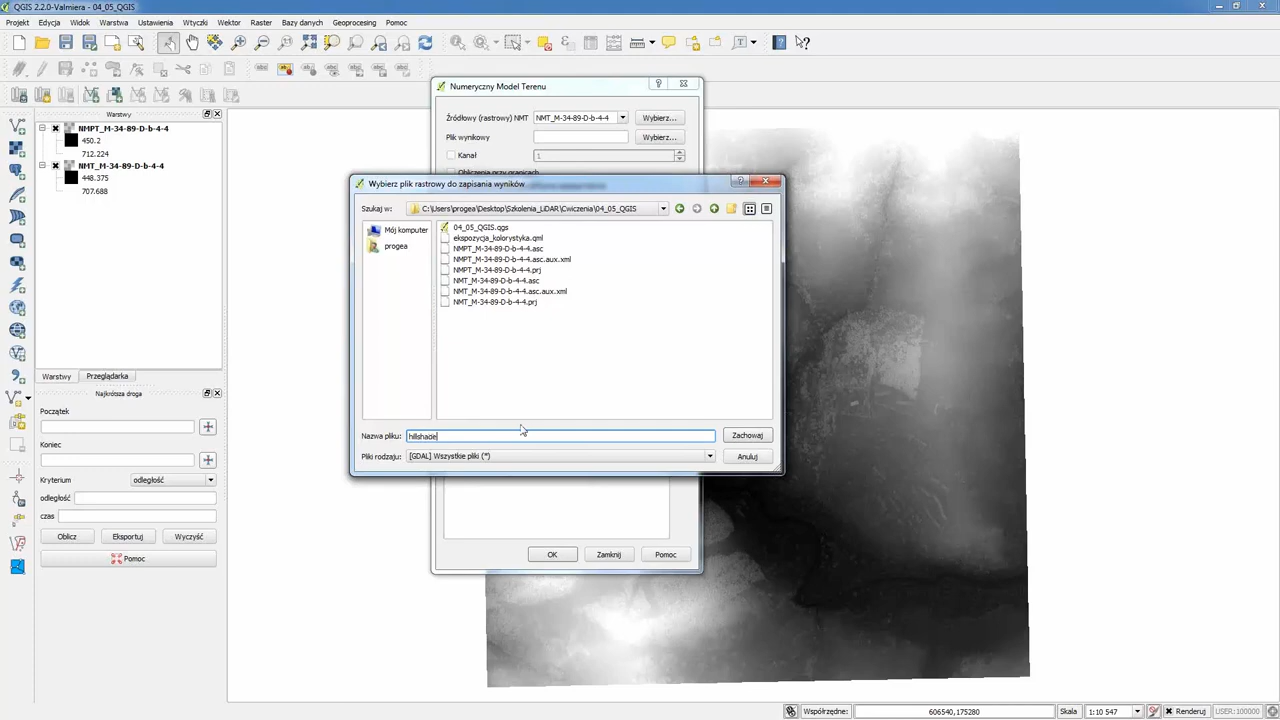 QGIS 2.2.0-Valmiera - 04_05_QGIS
Projekt Edycja Widok Warstwa Ustawienia Wtyczki Wektor Raster Bazy danych Geoprocesing Pomoc
Warstwy
NMPT_M-34-89-D-b-4-4
450.2
712.224
NMT_M-34-89-D-b-4-4
448.375
707.688
Warstwy Przeglądarka
Najkrótsza droga
Początek
Koniec
Kryterium odległość
odległość
czas
Oblicz Eksportuj Wyczyść
Pomoc
Numeryczny Model Terenu
Źródłowy (rastrowy) NMT NMT_M-34-89-D-b-4-4 Wybierz...
Plik wynikowy Wybierz...
Kanał 1
Wybierz plik rastrowy do zapisania wyników
Szukaj w: C:\Users\progea\Desktop\Szkolenia_LiDAR\Cwiczenia\04_05_QGIS
Mój komputer
progea
04_05_QGIS.qgs
ekspozycja_kolorystyka.qml
NMPT_M-34-89-D-b-4-4.asc
NMPT_M-34-89-D-b-4-4.asc.aux.xml
NMPT_M-34-89-D-b-4-4.prj
NMT_M-34-89-D-b-4-4.asc
NMT_M-34-89-D-b-4-4.asc.aux.xml
NMT_M-34-89-D-b-4-4.prj
Nazwa pliku: hillshade Zachowaj
Pliki rodzaju: [GDAL] Wszystkie pliki (*) Anuluj
OK Zamknij Pomoc
Współrzędne: 606540,175280 Skala 1:10 547 Renderuj USER:100000